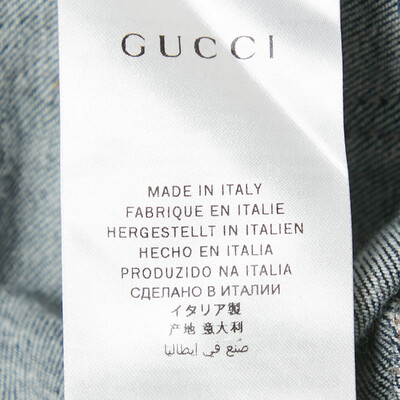 GUCCI
MADE IN ITALY
FABRIQUE EN ITALIE
HERGESTELLT IN ITALIEN
HECHO EN ITALIA
PRODUZIDO NA ITALIA
СДЕЛАНО В ИТАЛИИ
イタリア製
产地 意大利
صُنع في إيطاليا